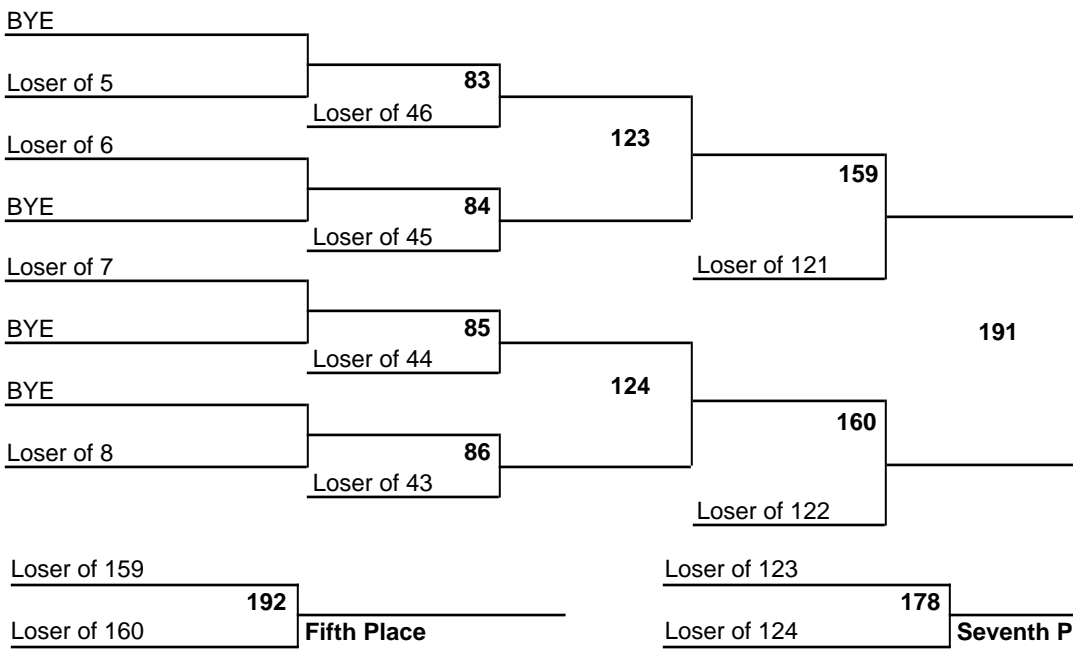 BYE
Loser of 5
83
Loser of 46
123
Loser of 6
159
BYE
84
Loser of 45
Loser of 7
Loser of 121
BYE
85
191
Loser of 44
BYE
124
160
Loser of 8
86
Loser of 43
Loser of 122
Loser of 159
Loser of 123
192
178
Loser of 160
Fifth Place
Loser of 124
Seventh P